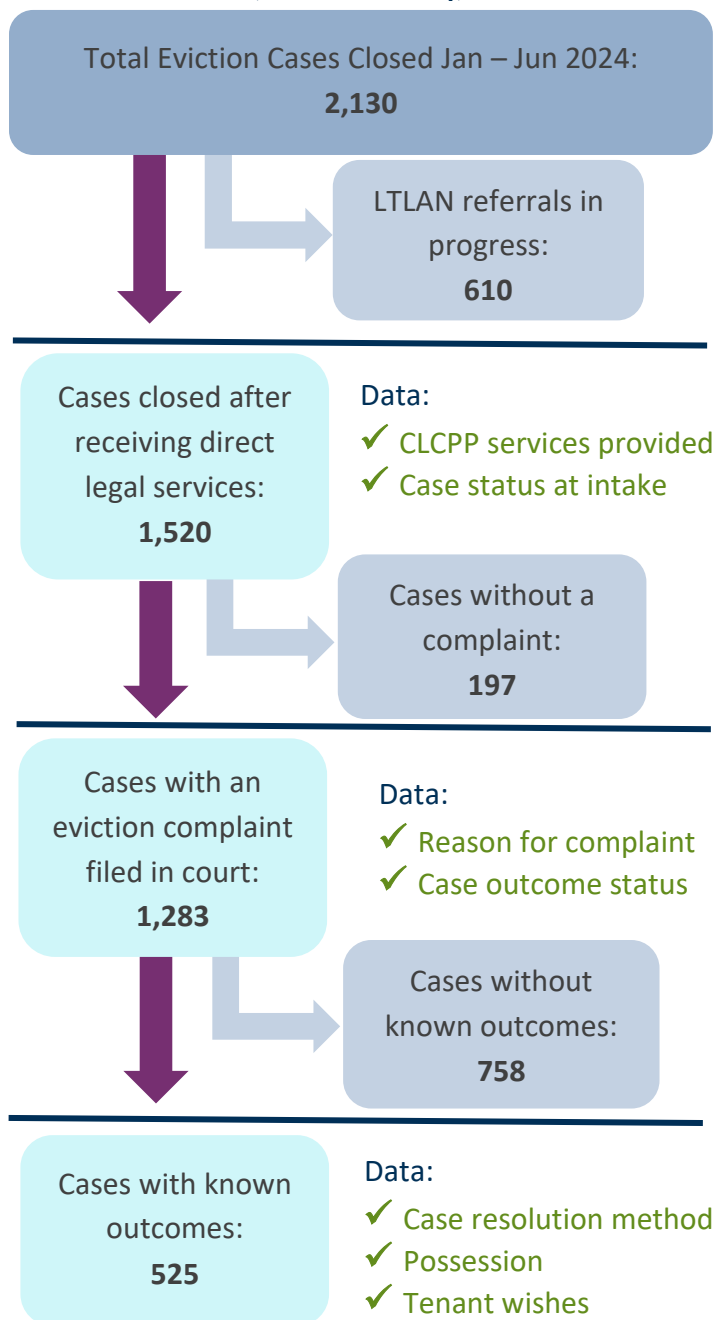 Total Eviction Cases Closed Jan – Jun 2024:
2,130
LTLAN referrals in
progress:
610
Cases closed after
receiving direct
legal services:
1,520
Data:
✓ CLCPP services provided
✓ Case status at intake
Cases without a
complaint:
197
Cases with an
eviction complaint
filed in court:
1,283
Data:
✓ Reason for complaint
✓ Case outcome status
Cases without
known outcomes:
758
Cases with known
outcomes:
525
Data:
✓ Case resolution method
✓ Possession
✓ Tenant wishes